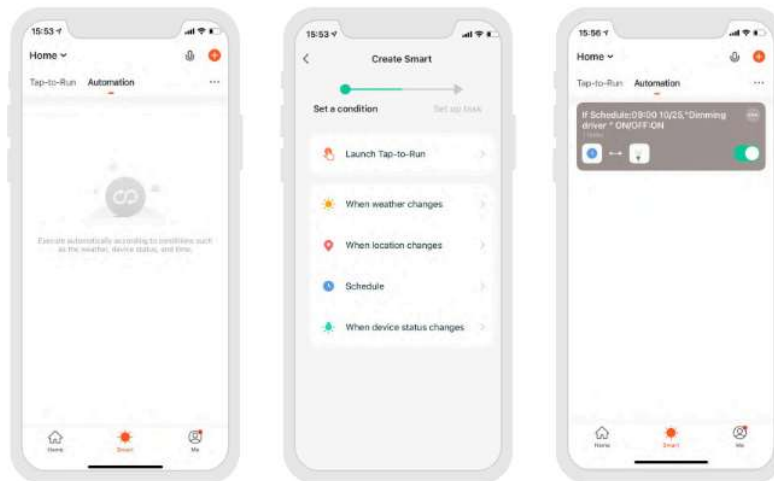 15:53
Home
Tap-to-Run Automation
Execute automatically according to conditions such
as the weather, device status, and time.
Home Smart Me
15:53
Create Smart
Set a condition Set up task
Launch Tap-to-Run
When weather changes
When location changes
Schedule
When device status changes
15:56
Home
Tap-to-Run Automation
If Schedule:09:00 10/25,"Dimming
driver " ON/OFF:ON
Home Smart Me